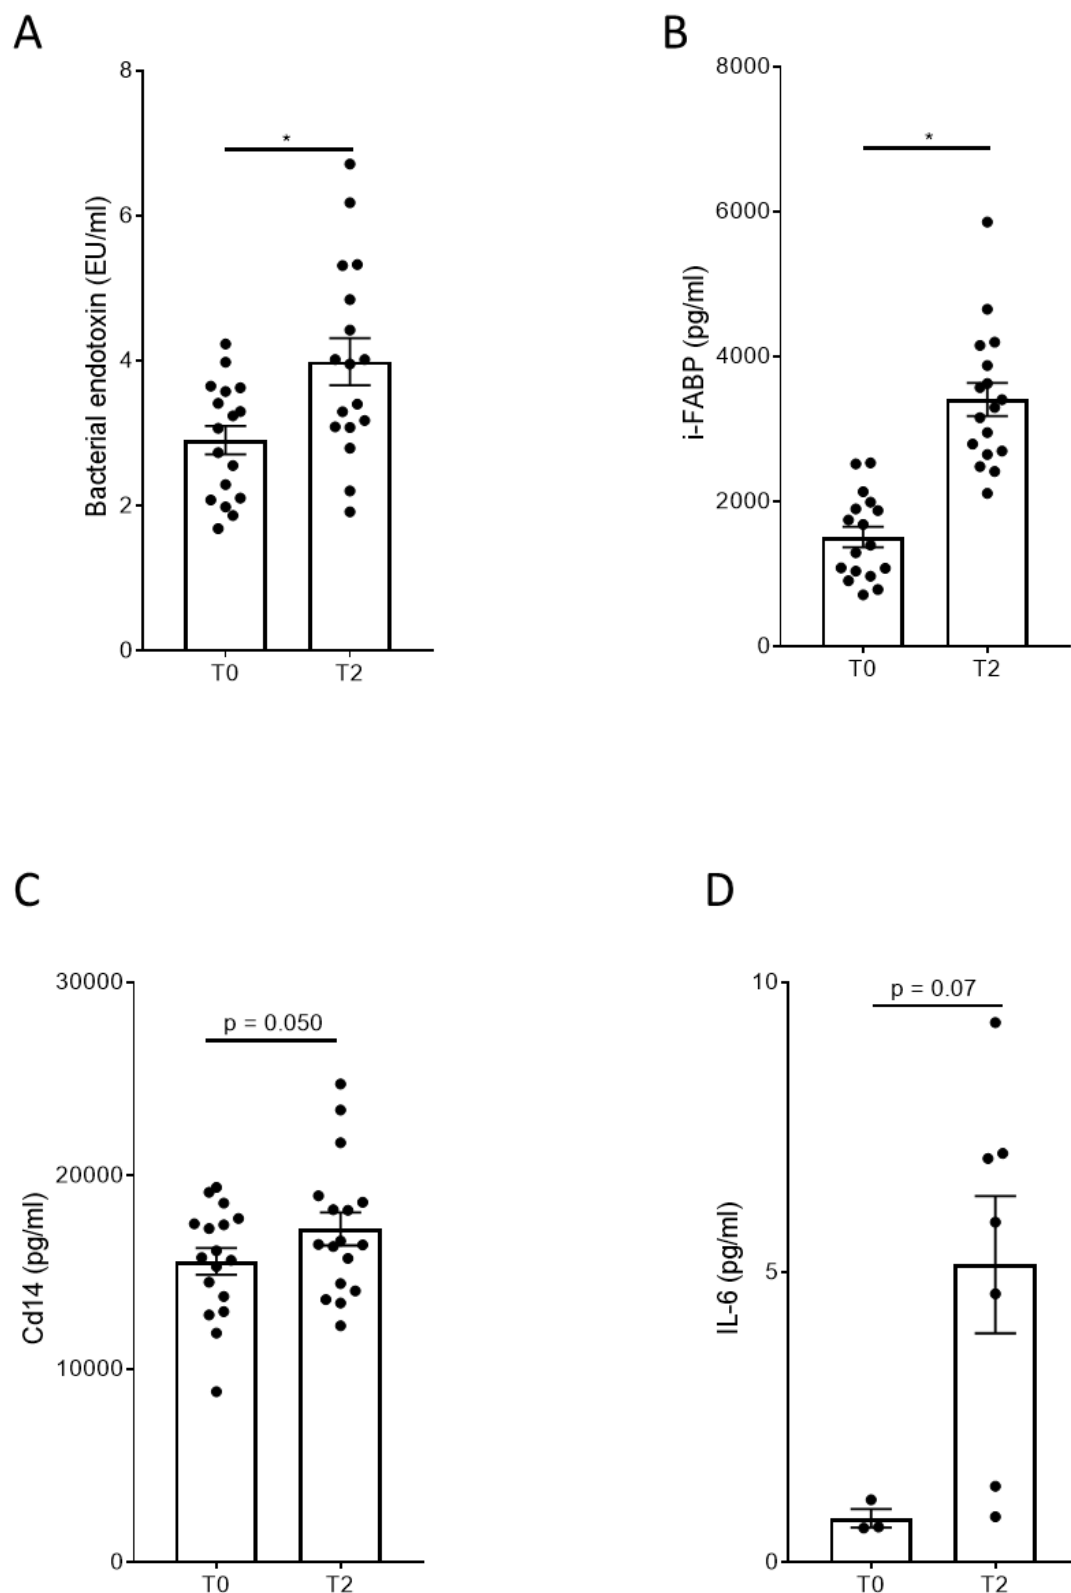 A
Bacterial endotoxin (EU/ml)
8
6
4
2
0
*
T0
T2
B
i-FABP (pg/ml)
8000
6000
4000
2000
0
*
T0
T2
C
Cd14 (pg/ml)
30000
20000
10000
0
p = 0.050
T0
T2
D
IL-6 (pg/ml)
10
5
0
p = 0.07
T0
T2